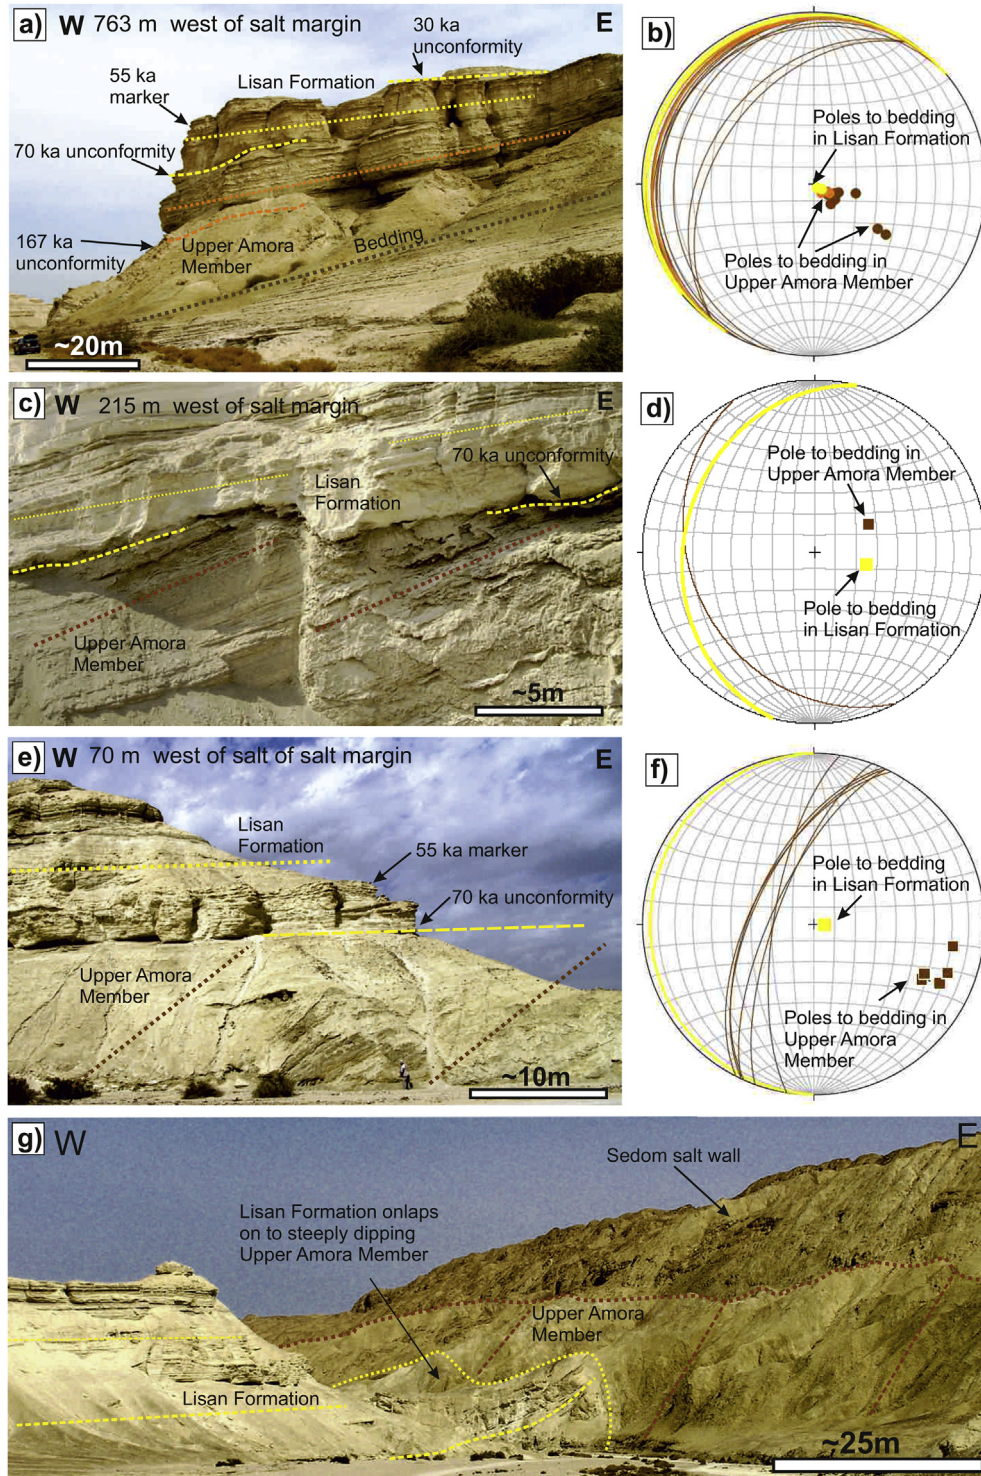 a) W 763 m west of salt margin E
30 ka
unconformity
55 ka
marker
Lisan Formation
70 ka unconformity
167 ka
unconformity
Upper Amora
Member
Bedding
~20m
b)
Poles to bedding
in Lisan Formation
Poles to bedding in
Upper Amora Member
c) W 215 m west of salt margin E
70 ka unconformity
Lisan
Formation
Upper Amora
Member
~5m
d)
Pole to bedding in
Upper Amora Member
Pole to bedding
in Lisan Formation
e) W 70 m west of salt of salt margin E
Lisan
Formation
55 ka marker
70 ka unconformity
Upper Amora
Member
~10m
f)
Pole to bedding
in Lisan Formation
Poles to bedding in
Upper Amora
Member
g) W E
Sedom salt wall
Lisan Formation onlaps
on to steeply dipping
Upper Amora Member
Upper Amora
Member
Lisan Formation
~25m